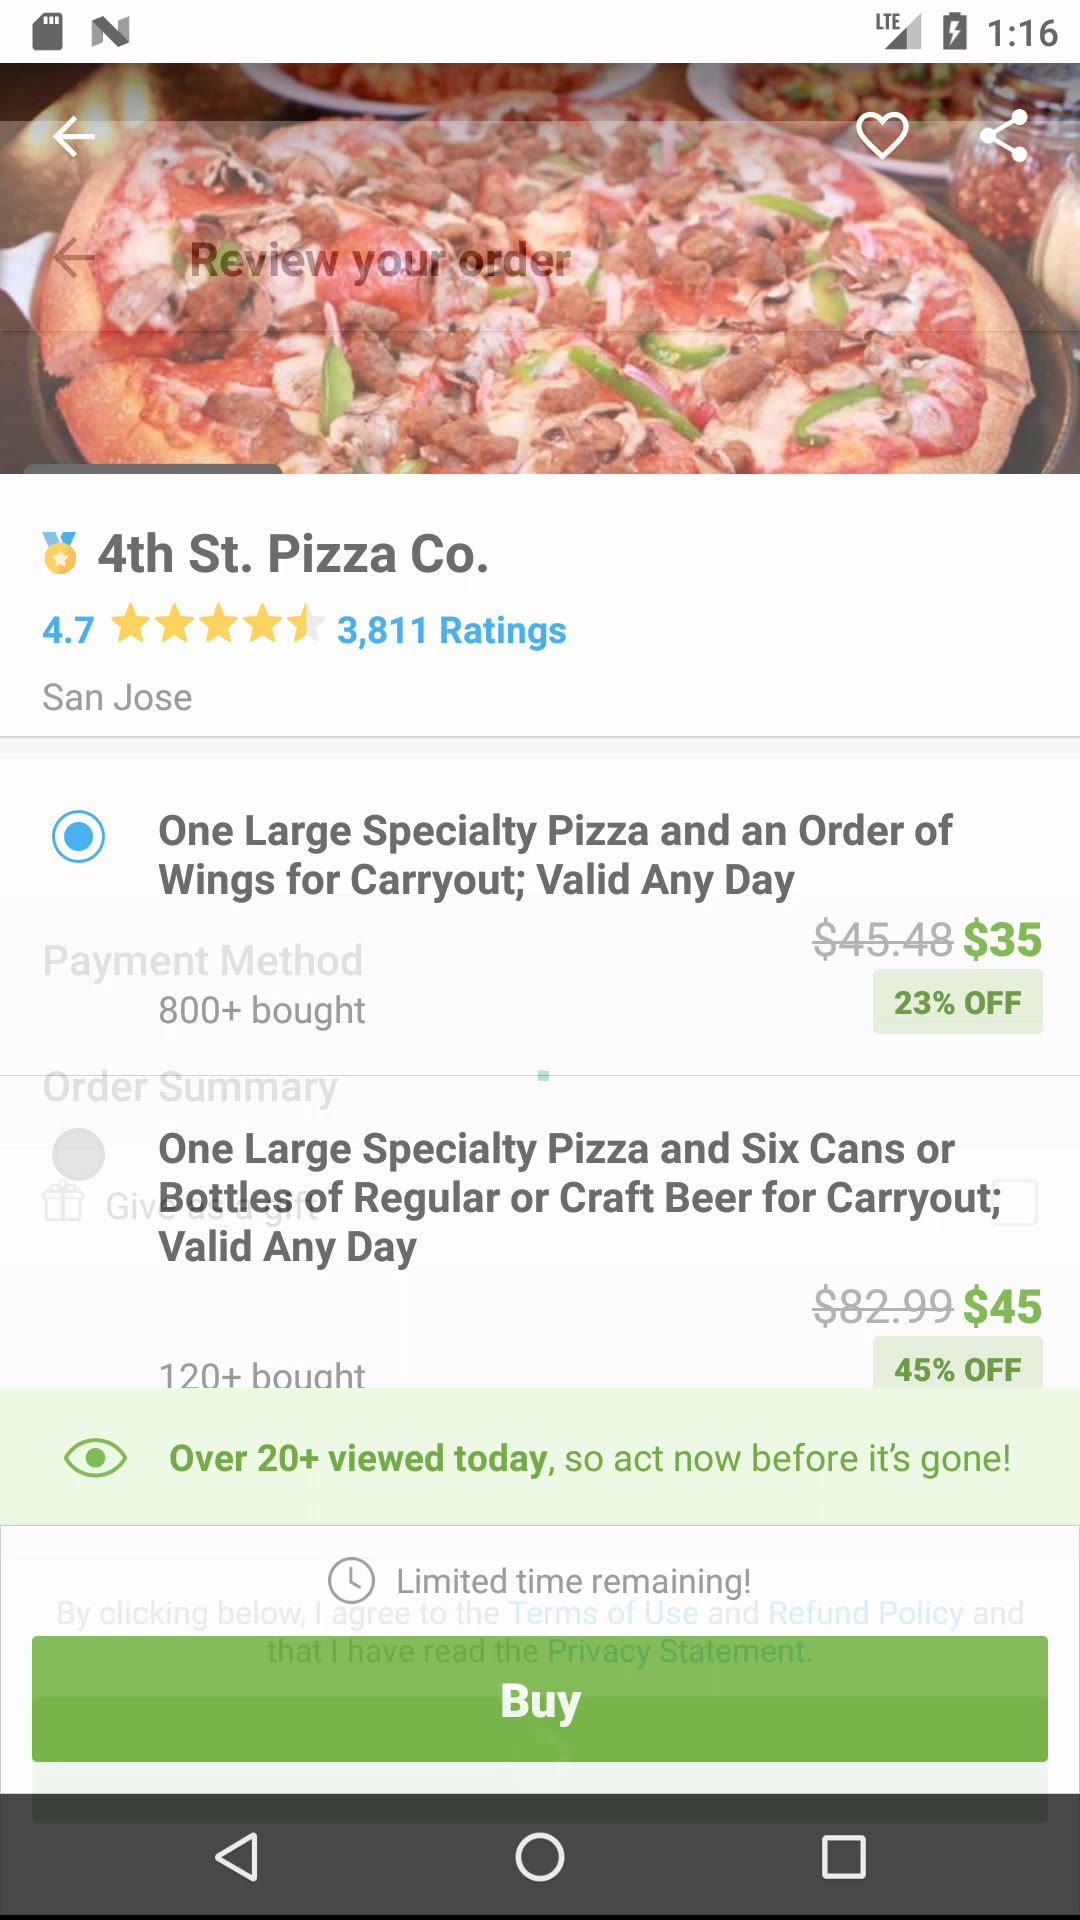 LTE 1:16
Review your order
4th St. Pizza Co.
4.7 3,811 Ratings
San Jose
One Large Specialty Pizza and an Order of
Wings for Carryout; Valid Any Day
$45.48 $35
Payment Method
23% OFF
800+ bought
Order Summary
One Large Specialty Pizza and Six Cans or
Bottles of Regular or Craft Beer for Carryout;
Give as a gift
Valid Any Day
$82.99 $45
45% OFF
120+ bought
Over 20+ viewed today, so act now before it's gone!
Limited time remaining!
By clicking below, I agree to the Terms of Use and Refund Policy and
that I have read the Privacy Statement.
Buy